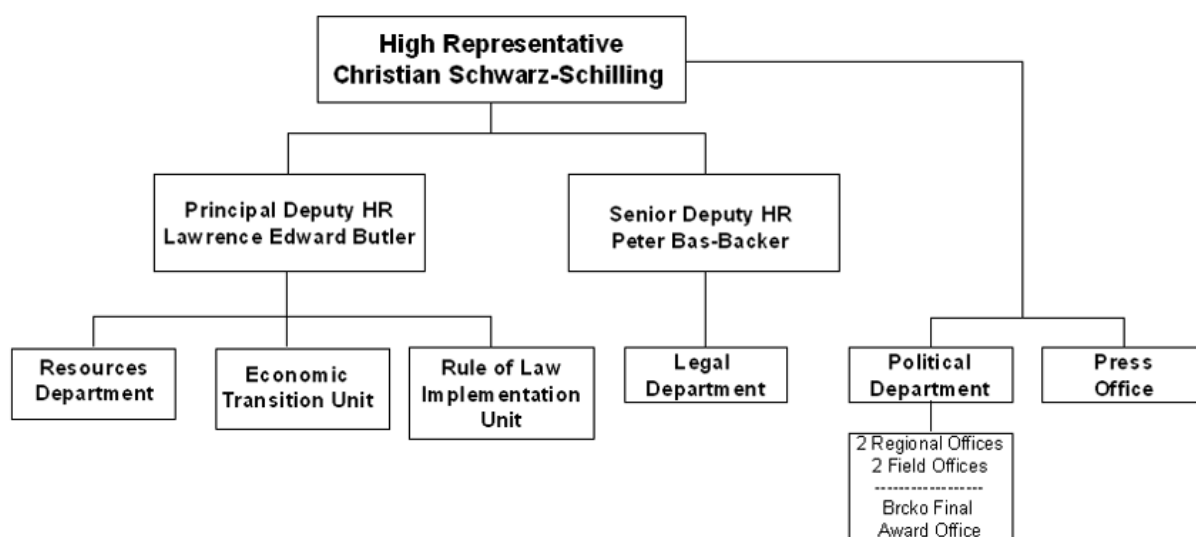 High Representative
Christian Schwarz-Schilling
Principal Deputy HR
Lawrence Edward Butler
Senior Deputy HR
Peter Bas-Backer
Resources
Department
Economic
Transition Unit
Rule of Law
Implementation
Unit
Legal
Department
Political
Department
Press
Office
2 Regional Offices
2 Field Offices
------------------
Brcko Final
Award Office